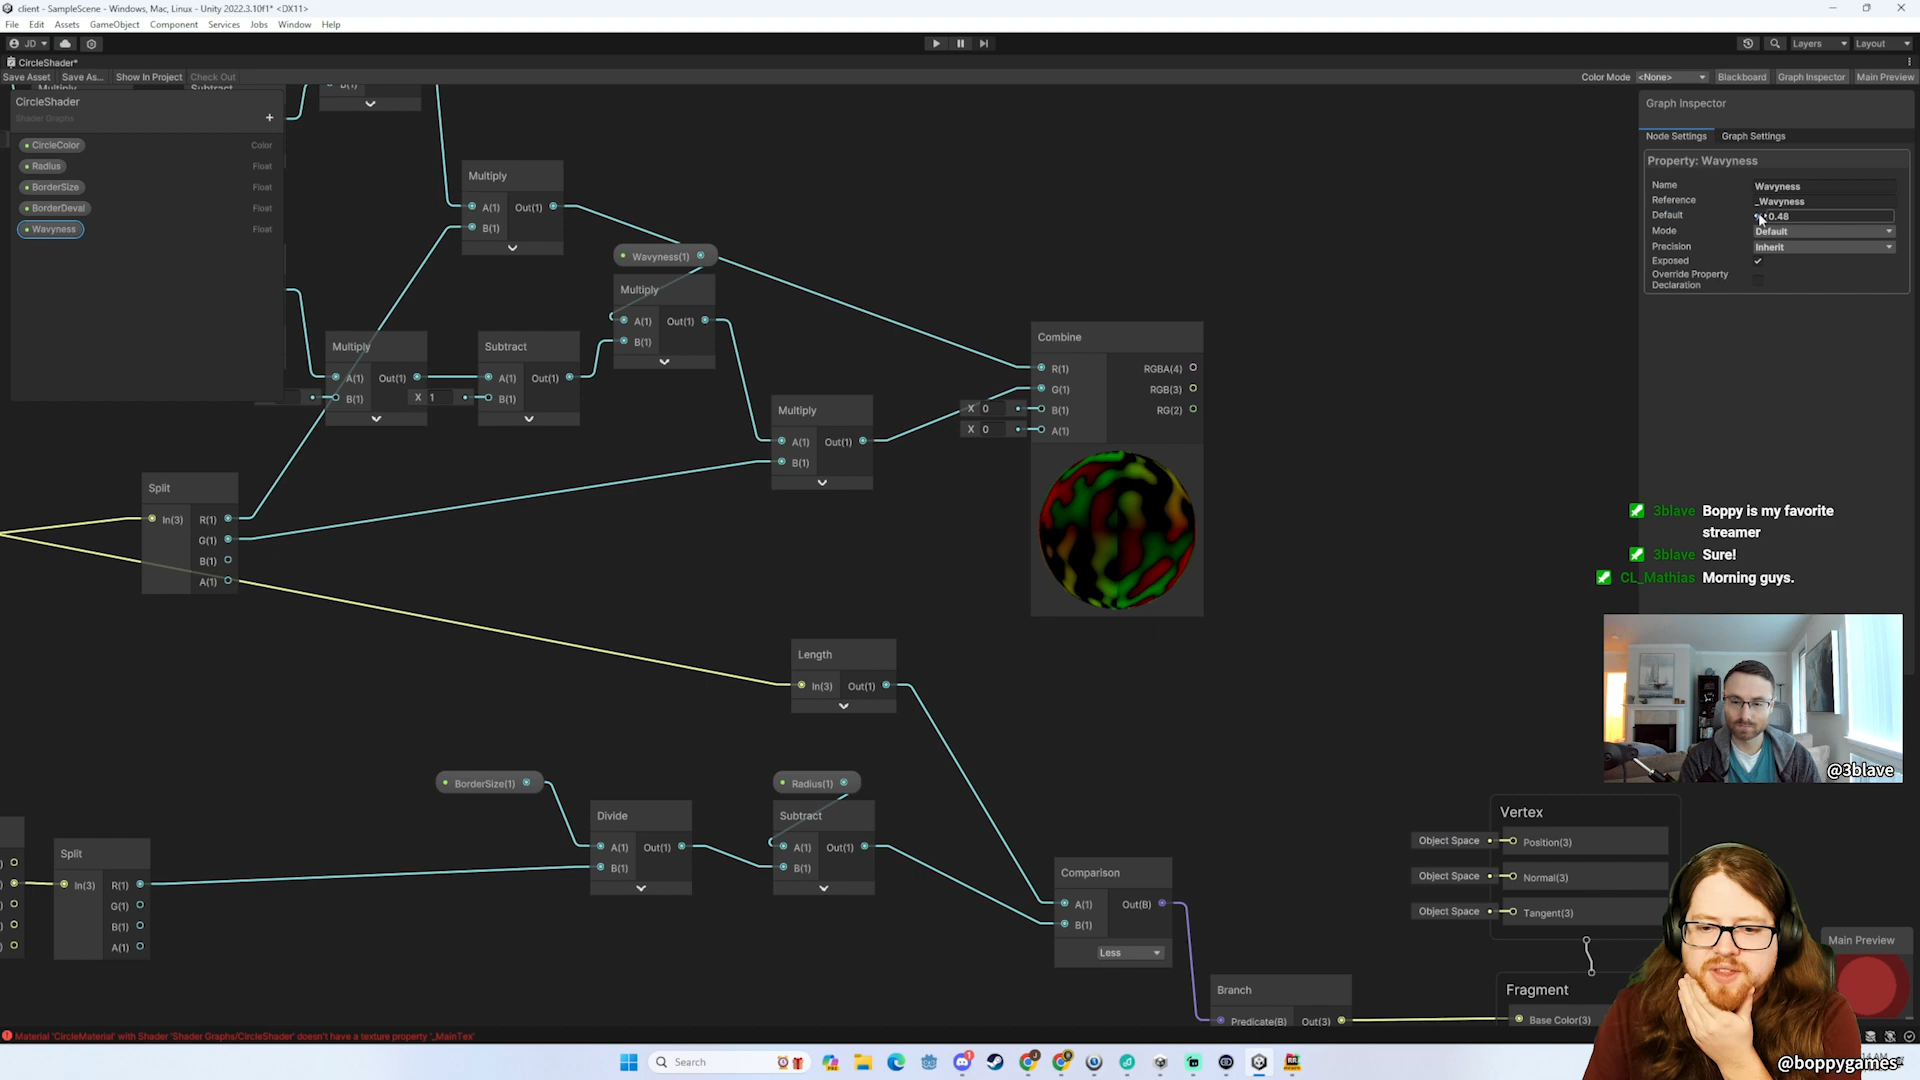 client - SampleScene - Windows, Mac, Linux - Unity 2022.3.10f1* <DX11>
File Edit Assets GameObject Component Services Jobs Window Help
JD
Layers Layout
CircleShader*
Save Asset Save As... Show In Project Check Out
Color Mode <None> Blackboard Graph Inspector Main Preview
CircleShader
Shader Graphs
+
CircleColor Color
Radius Float
BorderSize Float
BorderDeval Float
Wavyness Float
Multiply
Subtract
B(1)
Multiply
A(1) Out(1)
B(1)
Wavyness(1)
Multiply
A(1) Out(1)
B(1)
Multiply
A(1) Out(1)
B(1)
X 1
Subtract
A(1) Out(1)
B(1)
Multiply
A(1) Out(1)
B(1)
Combine
R(1) RGBA(4)
G(1) RGB(3)
X 0 B(1) RG(2)
X 0 A(1)
Split
In(3) R(1)
G(1)
B(1)
A(1)
Length
In(3) Out(1)
BorderSize(1)
Divide
A(1) Out(1)
B(1)
Radius(1)
Subtract
A(1) Out(1)
B(1)
Split
In(3) R(1)
G(1)
B(1)
A(1)
Comparison
A(1) Out(B)
B(1)
Less
Branch
Predicate(B) Out(3)
Vertex
Object Space Position(3)
Object Space Normal(3)
Object Space Tangent(3)
Fragment
Base Color(3)
Main Preview
Graph Inspector
Node Settings Graph Settings
Property: Wavyness
Name Wavyness
Reference _Wavyness
Default 0.48
Mode Default
Precision Inherit
Exposed
Override Property
Declaration
3blave Boppy is my favorite
streamer
3blave Sure!
CL_Mathias Morning guys.
@3blave
Material 'CircleMaterial' with Shader 'Shader Graphs/CircleShader' doesn't have a texture property '_MainTex'
Search
@boppygames